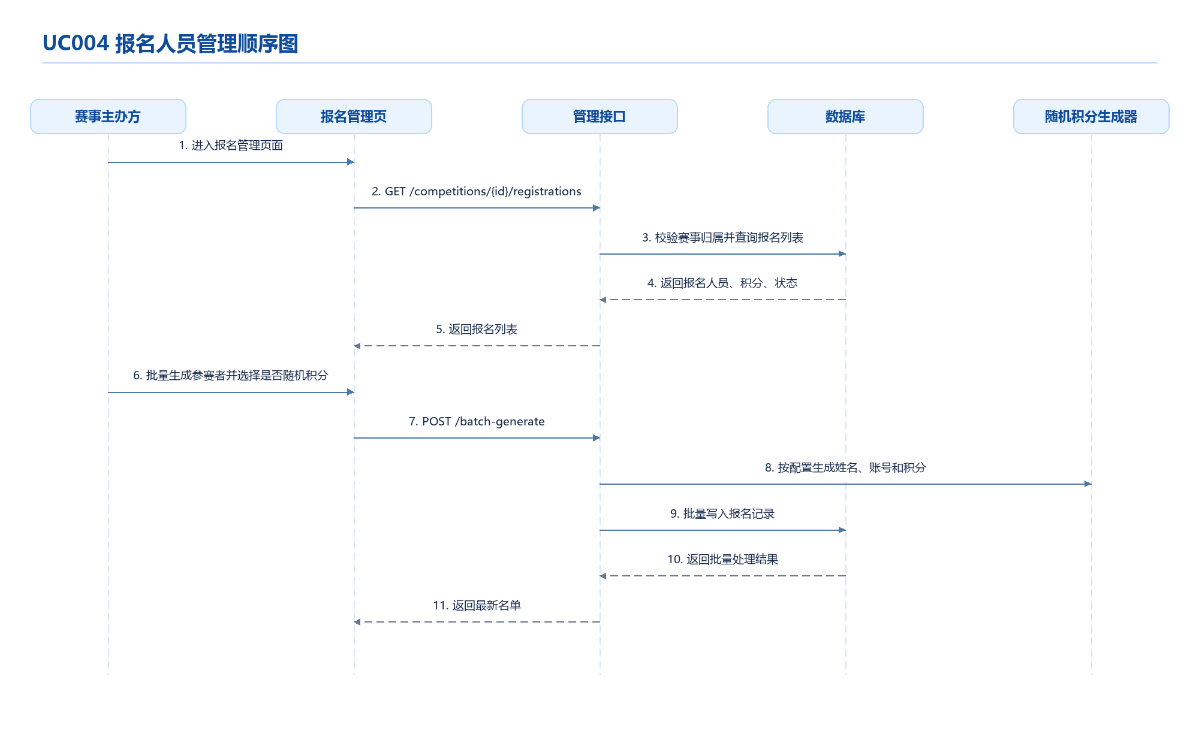 UC004 报名人员管理顺序图
赛事主办方
报名管理页
管理接口
数据库
随机积分生成器
1. 进入报名管理页面
2. GET /competitions/{id}/registrations
3. 校验赛事归属并查询报名列表
4. 返回报名人员、积分、状态
5. 返回报名列表
6. 批量生成参赛者并选择是否随机积分
7. POST /batch-generate
8. 按配置生成姓名、账号和积分
9. 批量写入报名记录
10. 返回批量处理结果
11. 返回最新名单